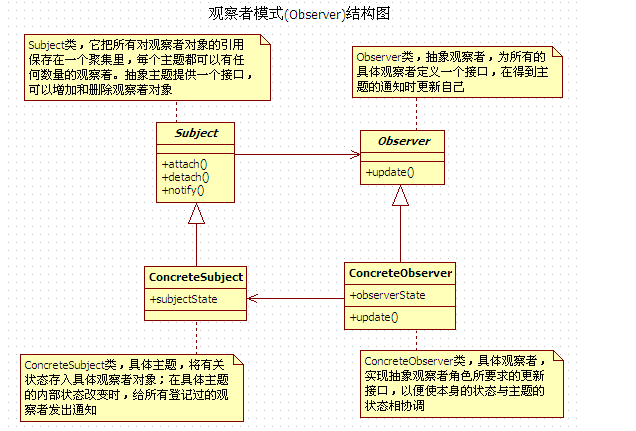 观察者模式(Observer)结构图
Subject类，它把所有对观察者对象的引用
保存在一个聚集里，每个主题都可以有任
何数量的观察着。抽象主题提供一个接口，
可以增加和删除观察着对象
Observer类，抽象观察者，为所有的
具体观察者定义一个接口，在得到主
题的通知时更新自己
Subject
+attach()
+detach()
+notify()
Observer
+update()
ConcreteSubject
+subjectState
ConcreteObserver
+observerState
+update()
ConcreteSubject类，具体主题，将有关
状态存入具体观察者对象；在具体主题
的内部状态改变时，给所有登记过的观
察者发出通知
ConcreteObserver类，具体观察者，
实现抽象观察者角色所要求的更新
接口，以便使本身的状态与主题的
状态相协调